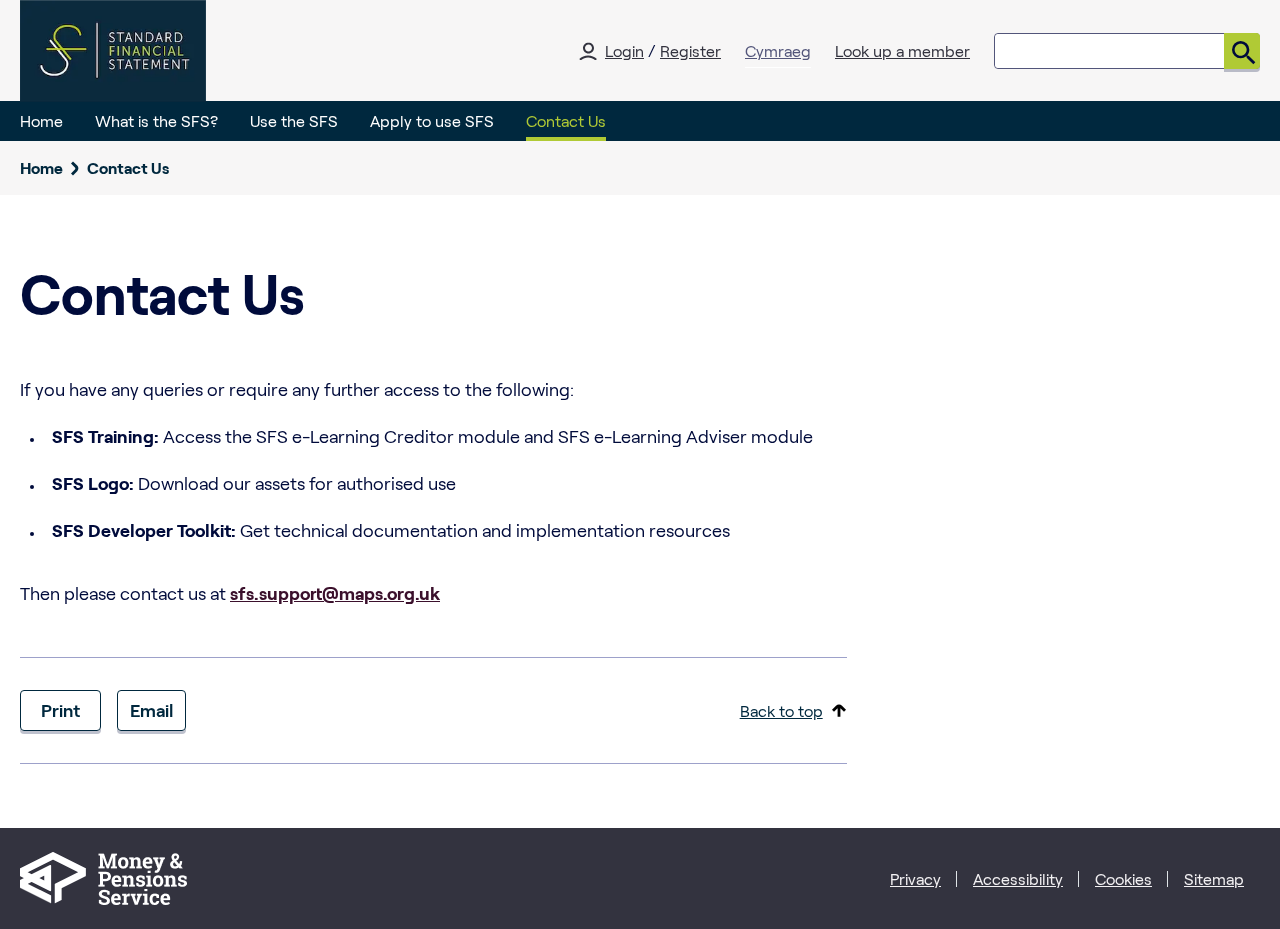 STANDARD
FINANCIAL
STATEMENT
Login / Register
Cymraeg
Look up a member
Home
What is the SFS?
Use the SFS
Apply to use SFS
Contact Us
Home
Contact Us
Contact Us
If you have any queries or require any further access to the following:
• SFS Training: Access the SFS e-Learning Creditor module and SFS e-Learning Adviser module
• SFS Logo: Download our assets for authorised use
• SFS Developer Toolkit: Get technical documentation and implementation resources
Then please contact us at sfs.support@maps.org.uk
Print
Email
Back to top
Money &
Pensions
Service
Privacy
Accessibility
Cookies
Sitemap